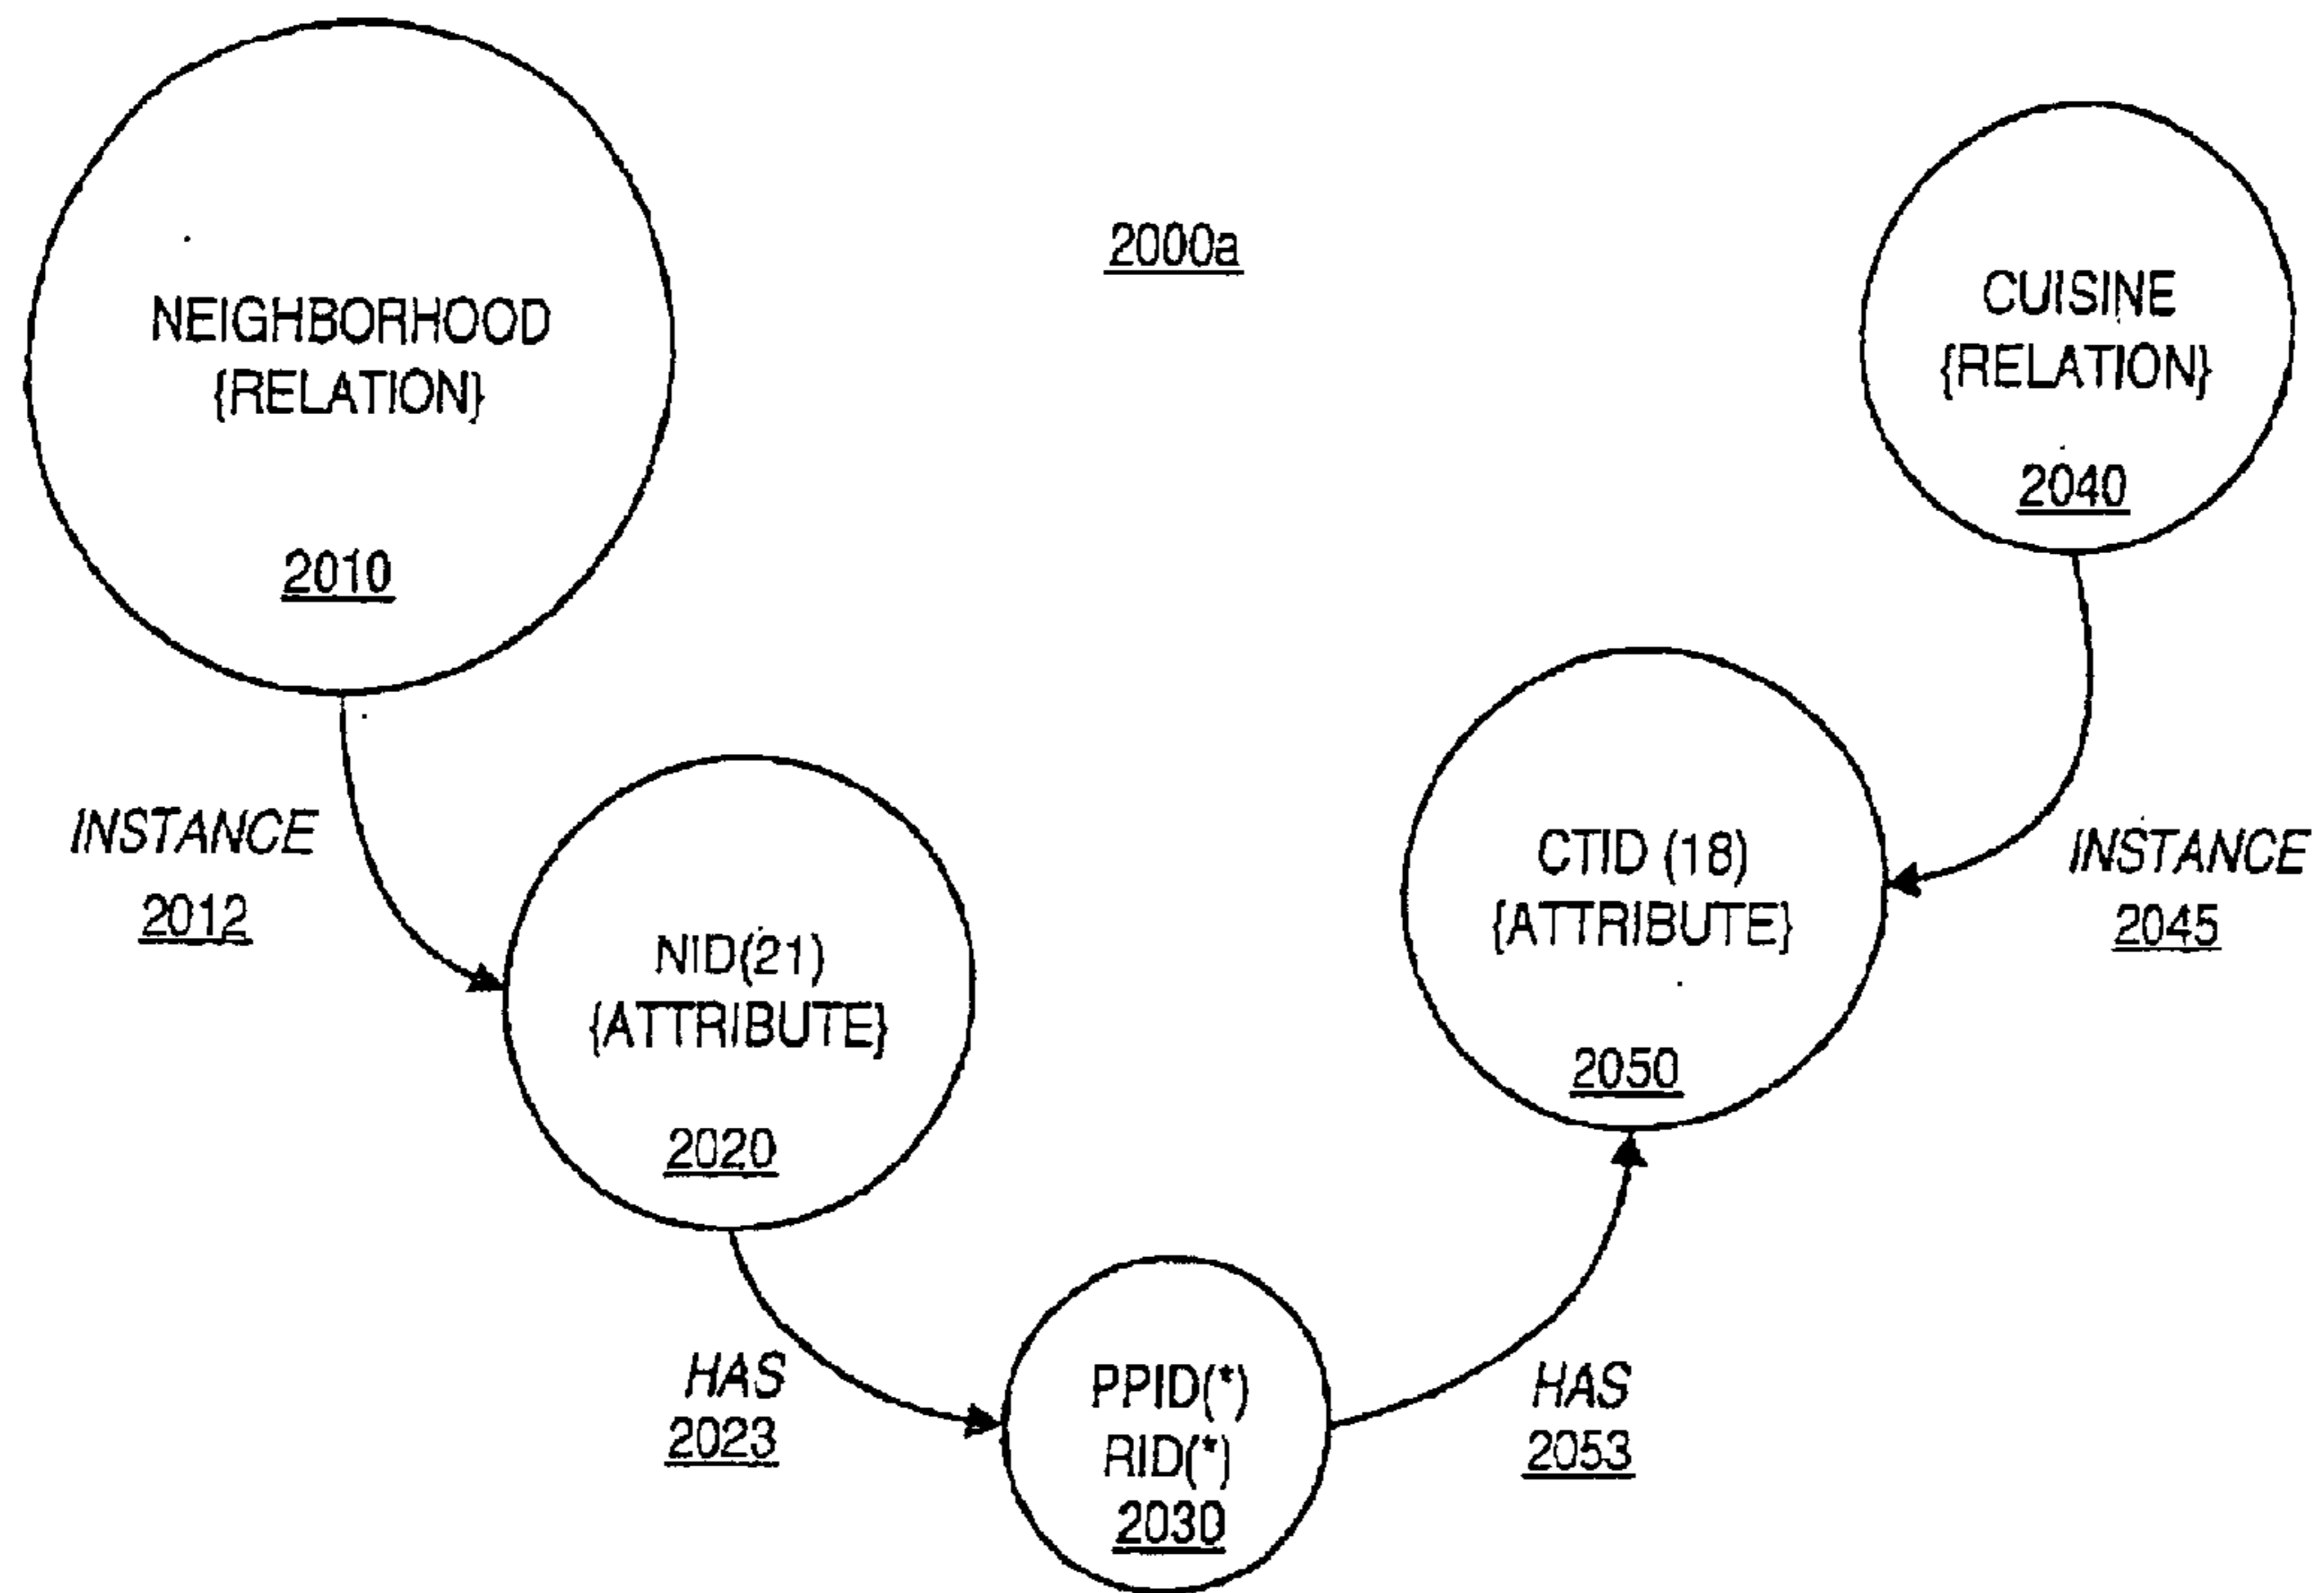 2000a
NEIGHBORHOOD
{RELATION}
2010
CUISINE
{RELATION}
2040
INSTANCE
2012
NID(21)
{ATTRIBUTE}
2020
CTID (18)
{ATTRIBUTE}
2050
INSTANCE
2045
HAS
2023
PPID(*)
RID(*)
2030
HAS
2053